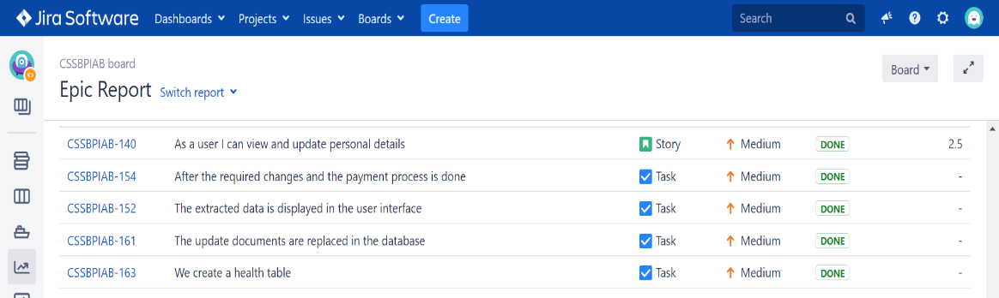 Jira Software Dashboards Projects Issues Boards Create Search
CSSBPIAB board
Epic Report Switch report
Board
CSSBPIAB-140 As a user I can view and update personal details Story Medium DONE 2.5
CSSBPIAB-154 After the required changes and the payment process is done Task Medium DONE -
CSSBPIAB-152 The extracted data is displayed in the user interface Task Medium DONE -
CSSBPIAB-161 The update documents are replaced in the database Task Medium DONE -
CSSBPIAB-163 We create a health table Task Medium DONE -